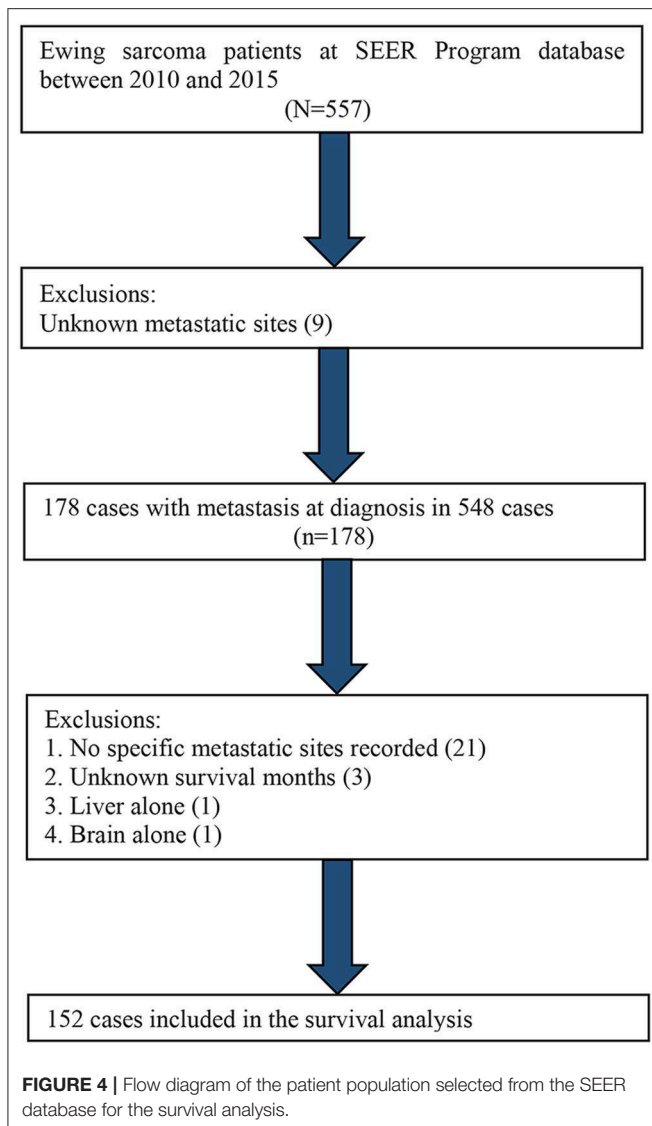 Ewing sarcoma patients at SEER Program database
between 2010 and 2015
(N=557)
Exclusions:
Unknown metastatic sites (9)
178 cases with metastasis at diagnosis in 548 cases
(n=178)
Exclusions:
1. No specific metastatic sites recorded (21)
2. Unknown survival months (3)
3. Liver alone (1)
4. Brain alone (1)
152 cases included in the survival analysis
FIGURE 4 | Flow diagram of the patient population selected from the SEER
database for the survival analysis.